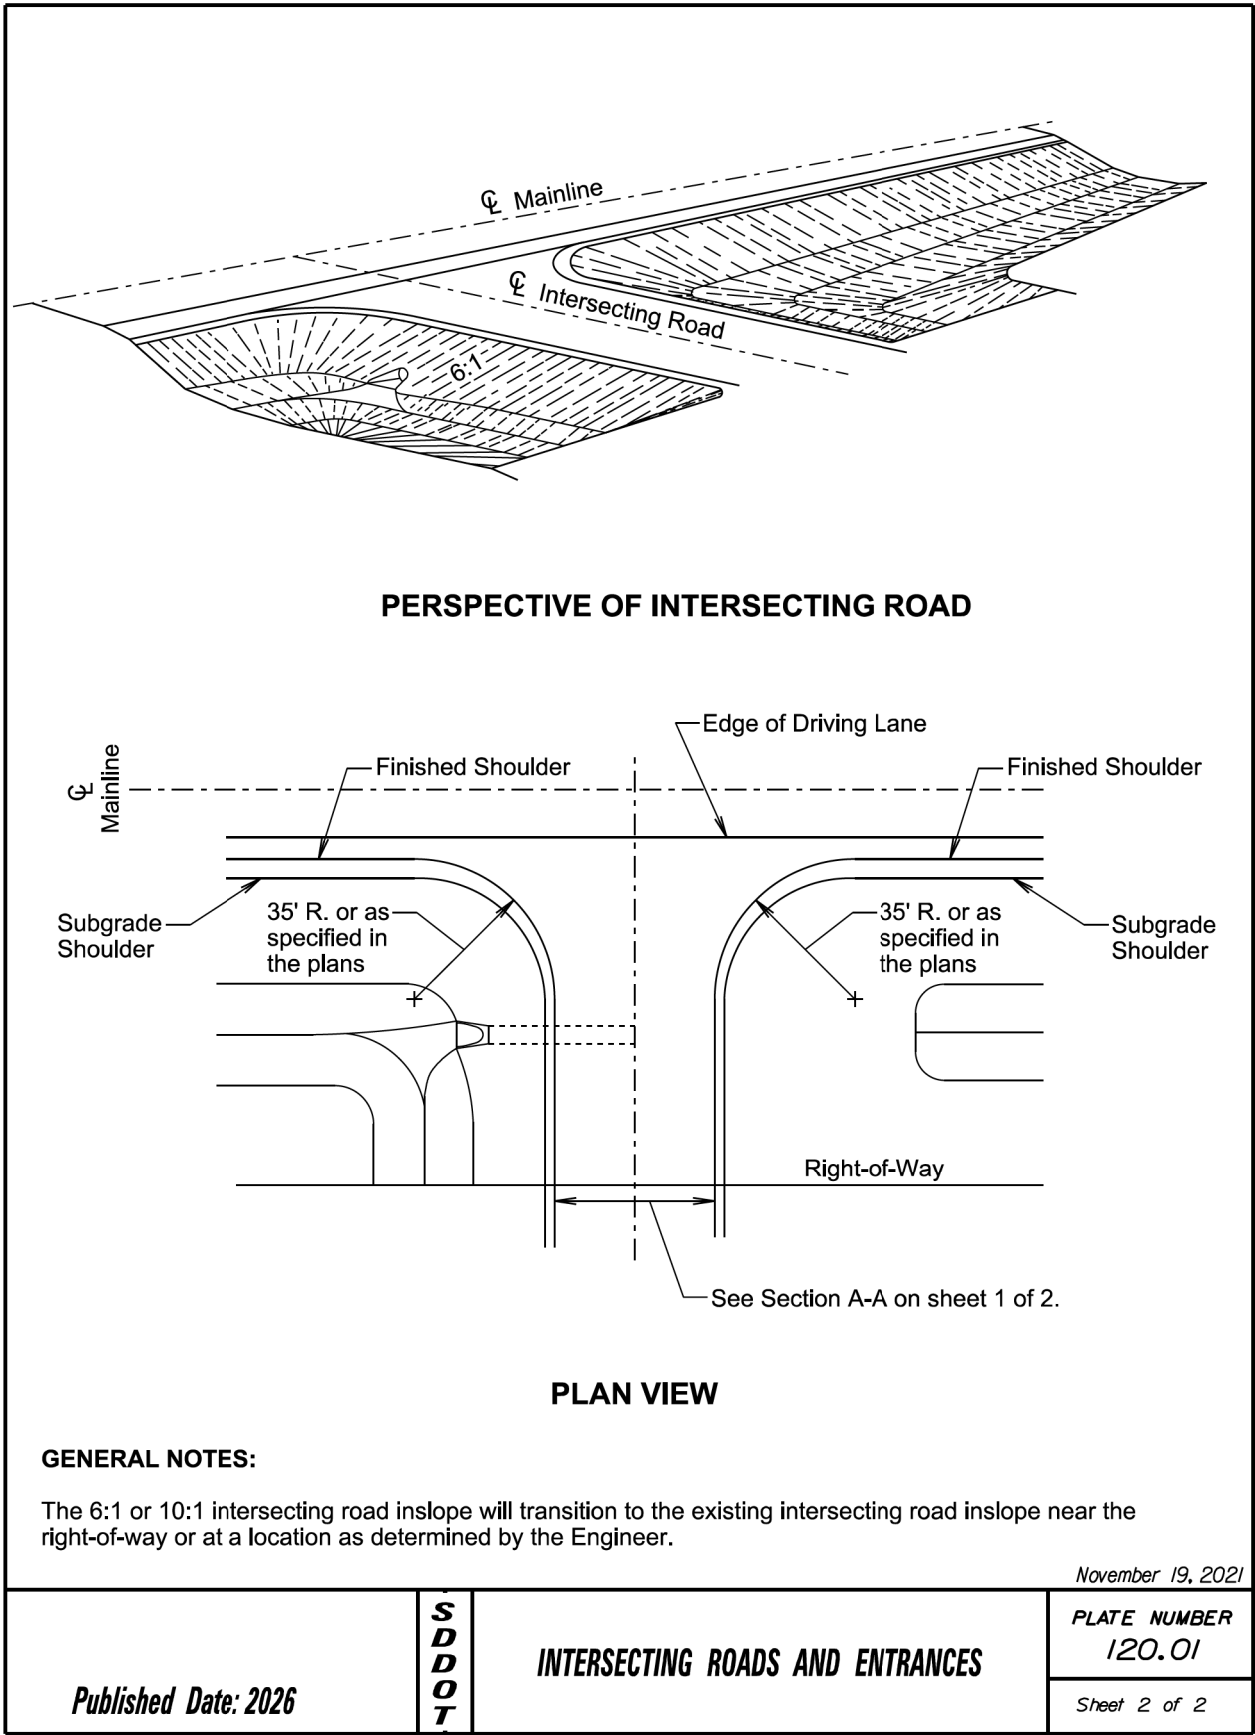 ℄ Mainline
℄ Intersecting Road
6:1
PERSPECTIVE OF INTERSECTING ROAD
Edge of Driving Lane
℄
Mainline
Finished Shoulder
Finished Shoulder
Subgrade
Shoulder
35' R. or as
specified in
the plans
35' R. or as
specified in
the plans
Subgrade
Shoulder
Right-of-Way
See Section A-A on sheet 1 of 2.
PLAN VIEW
GENERAL NOTES:
The 6:1 or 10:1 intersecting road inslope will transition to the existing intersecting road inslope near the
right-of-way or at a location as determined by the Engineer.
November 19, 2021
Published Date: 2026
SDDOT
INTERSECTING ROADS AND ENTRANCES
PLATE NUMBER
120.01
Sheet 2 of 2